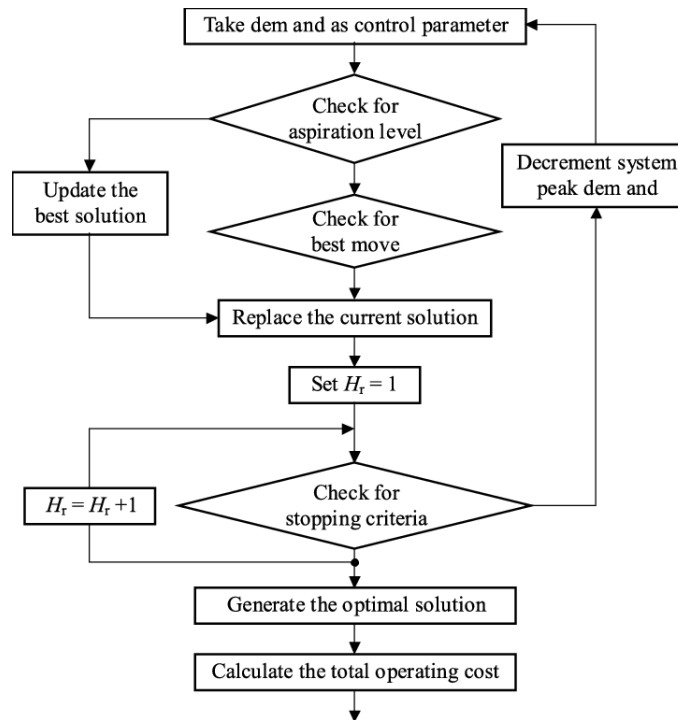 Take dem and as control parameter
Check for
aspiration level
Decrement system
peak dem and
Update the
best solution
Check for
best move
Replace the current solution
Set Hr = 1
Hr = Hr +1
Check for
stopping criteria
Generate the optimal solution
Calculate the total operating cost